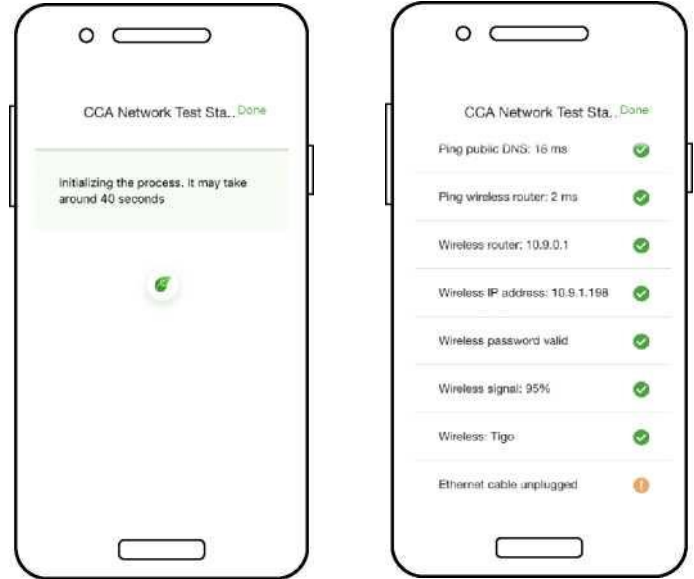 CCA Network Test Sta.. Done
Initializing the process. It may take
around 40 seconds
CCA Network Test Sta.. Done
Ping public DNS: 16 ms
Ping wireless router: 2 ms
Wireless router: 10.9.0.1
Wireless IP address: 10.9.1.198
Wireless password valid
Wireless signal: 95%
Wireless: Tigo
Ethernet cable unplugged